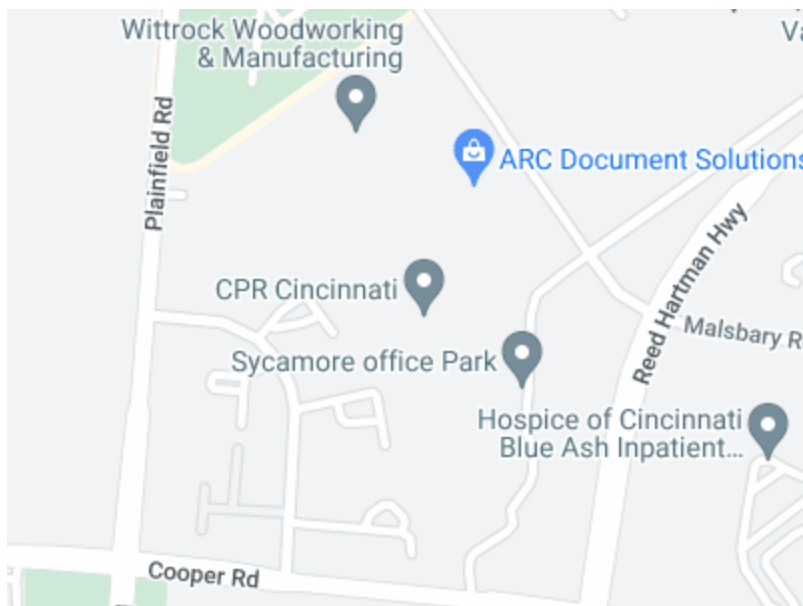 Wittrock Woodworking
& Manufacturing
Va
Plainfield Rd
ARC Document Solutions
Reed Hartman Hwy
CPR Cincinnati
Malsbary R
Sycamore office Park
Hospice of Cincinnati
Blue Ash Inpatient...
Cooper Rd